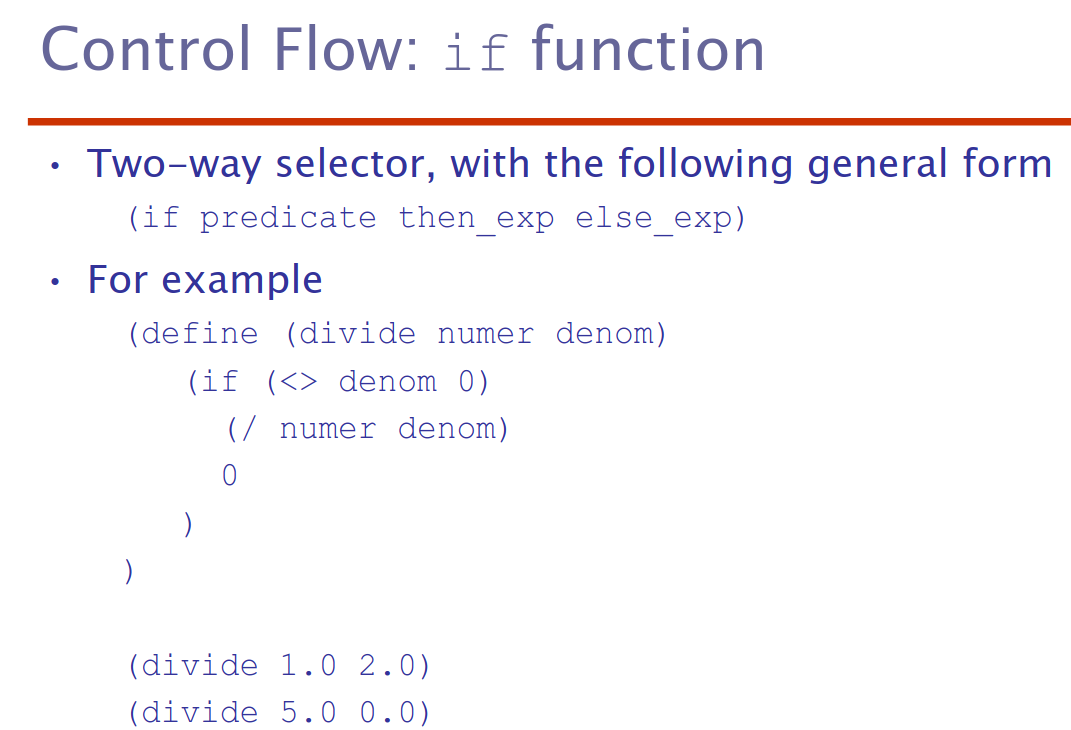 Control Flow: if function
• Two-way selector, with the following general form
(if predicate then_exp else_exp)
• For example
(define (divide numer denom)
(if (<> denom 0)
(/ numer denom)
0
)
)
(divide 1.0 2.0)
(divide 5.0 0.0)